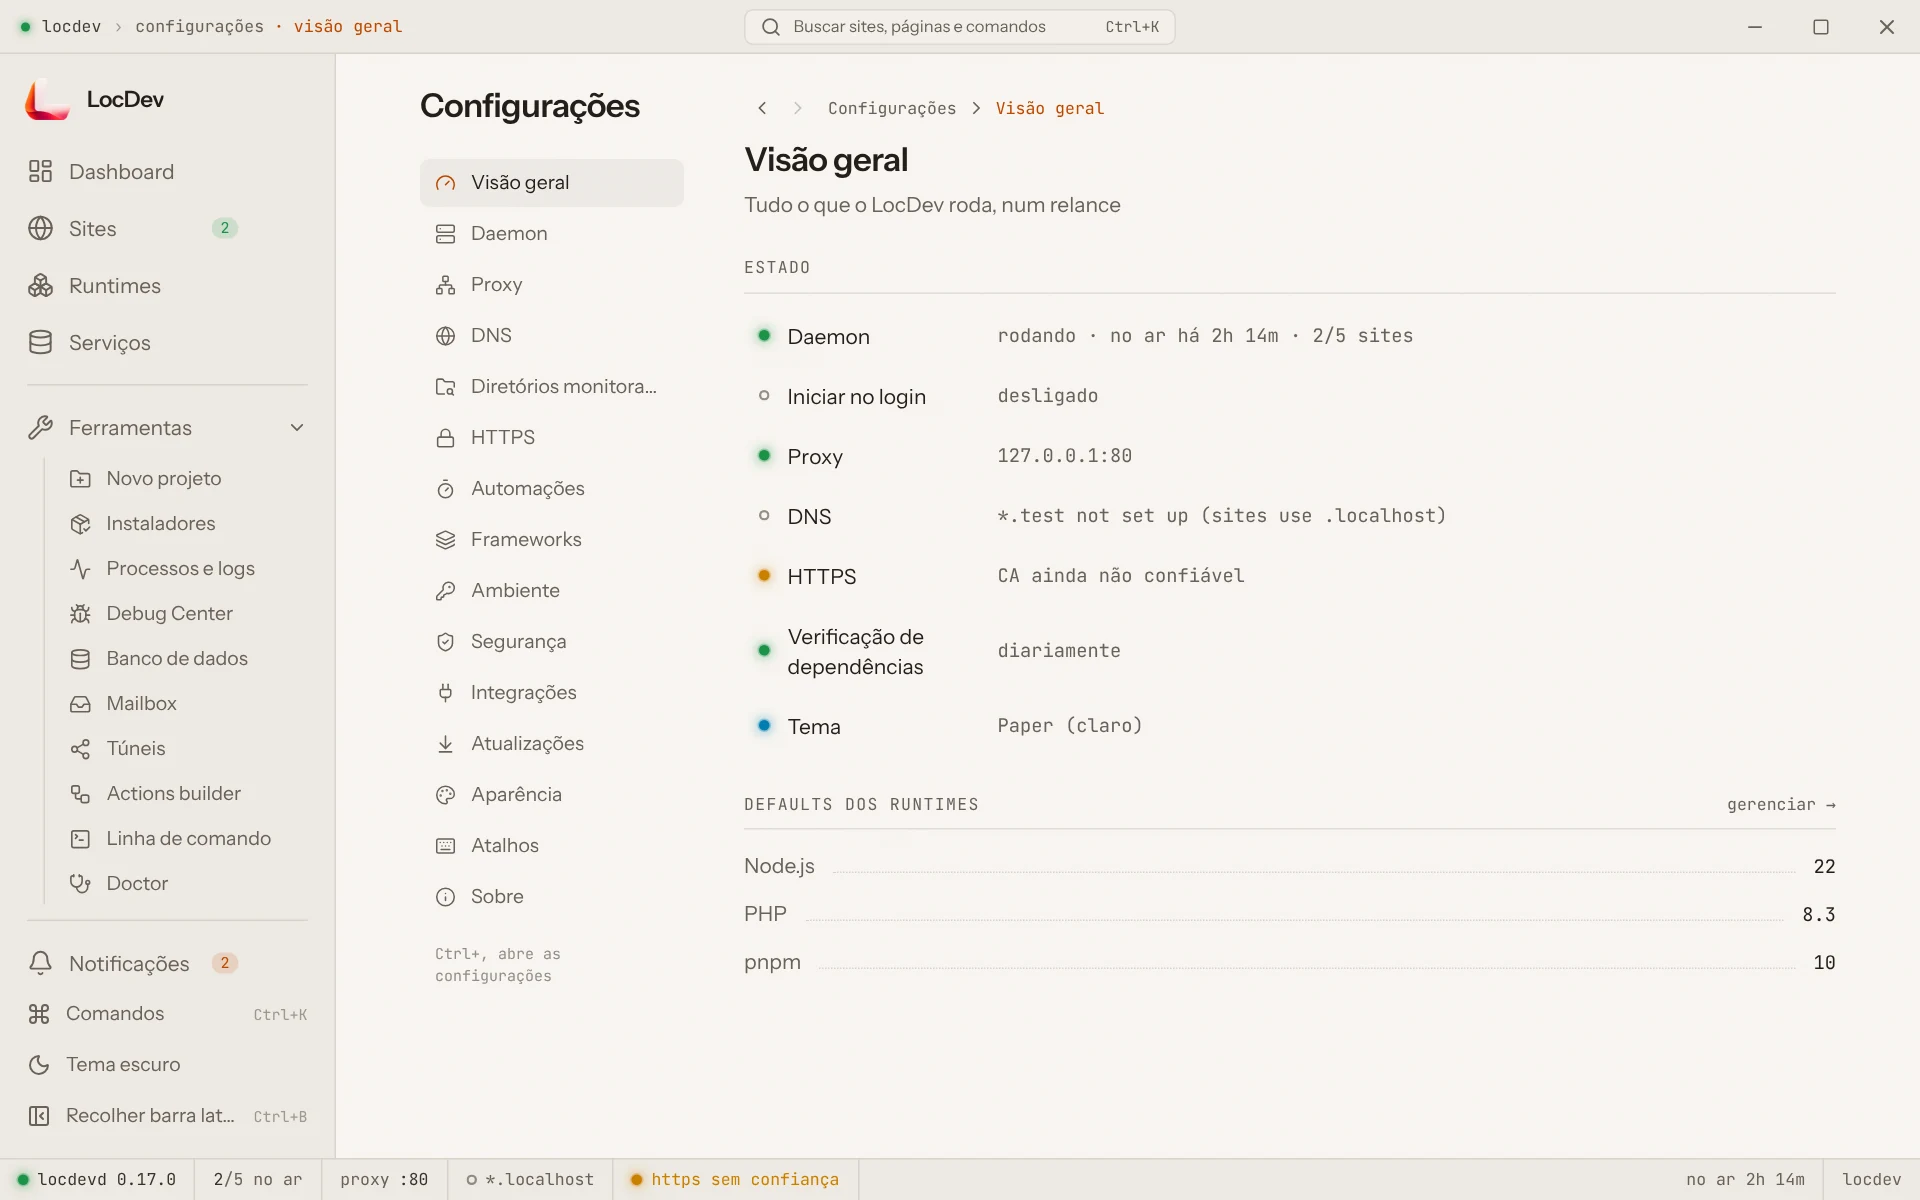 locdev › configurações · visão geral
Buscar sites, páginas e comandos Ctrl+K
LocDev
Dashboard
Sites 2
Runtimes
Serviços
Ferramentas
Novo projeto
Instaladores
Processos e logs
Debug Center
Banco de dados
Mailbox
Túneis
Actions builder
Linha de comando
Doctor
Notificações 2
Comandos Ctrl+K
Tema escuro
Recolher barra lat... Ctrl+B
Configurações
Visão geral
Daemon
Proxy
DNS
Diretórios monitora...
HTTPS
Automações
Frameworks
Ambiente
Segurança
Integrações
Atualizações
Aparência
Atalhos
Sobre
Ctrl+, abre as
configurações
Configurações > Visão geral
Visão geral
Tudo o que o LocDev roda, num relance
ESTADO
Daemon rodando · no ar há 2h 14m · 2/5 sites
Iniciar no login desligado
Proxy 127.0.0.1:80
DNS *.test not set up (sites use .localhost)
HTTPS CA ainda não confiável
Verificação de
dependências diariamente
Tema Paper (claro)
DEFAULTS DOS RUNTIMES gerenciar →
Node.js 22
PHP 8.3
pnpm 10
locdevd 0.17.0 2/5 no ar proxy :80 *.localhost https sem confiança no ar 2h 14m locdev